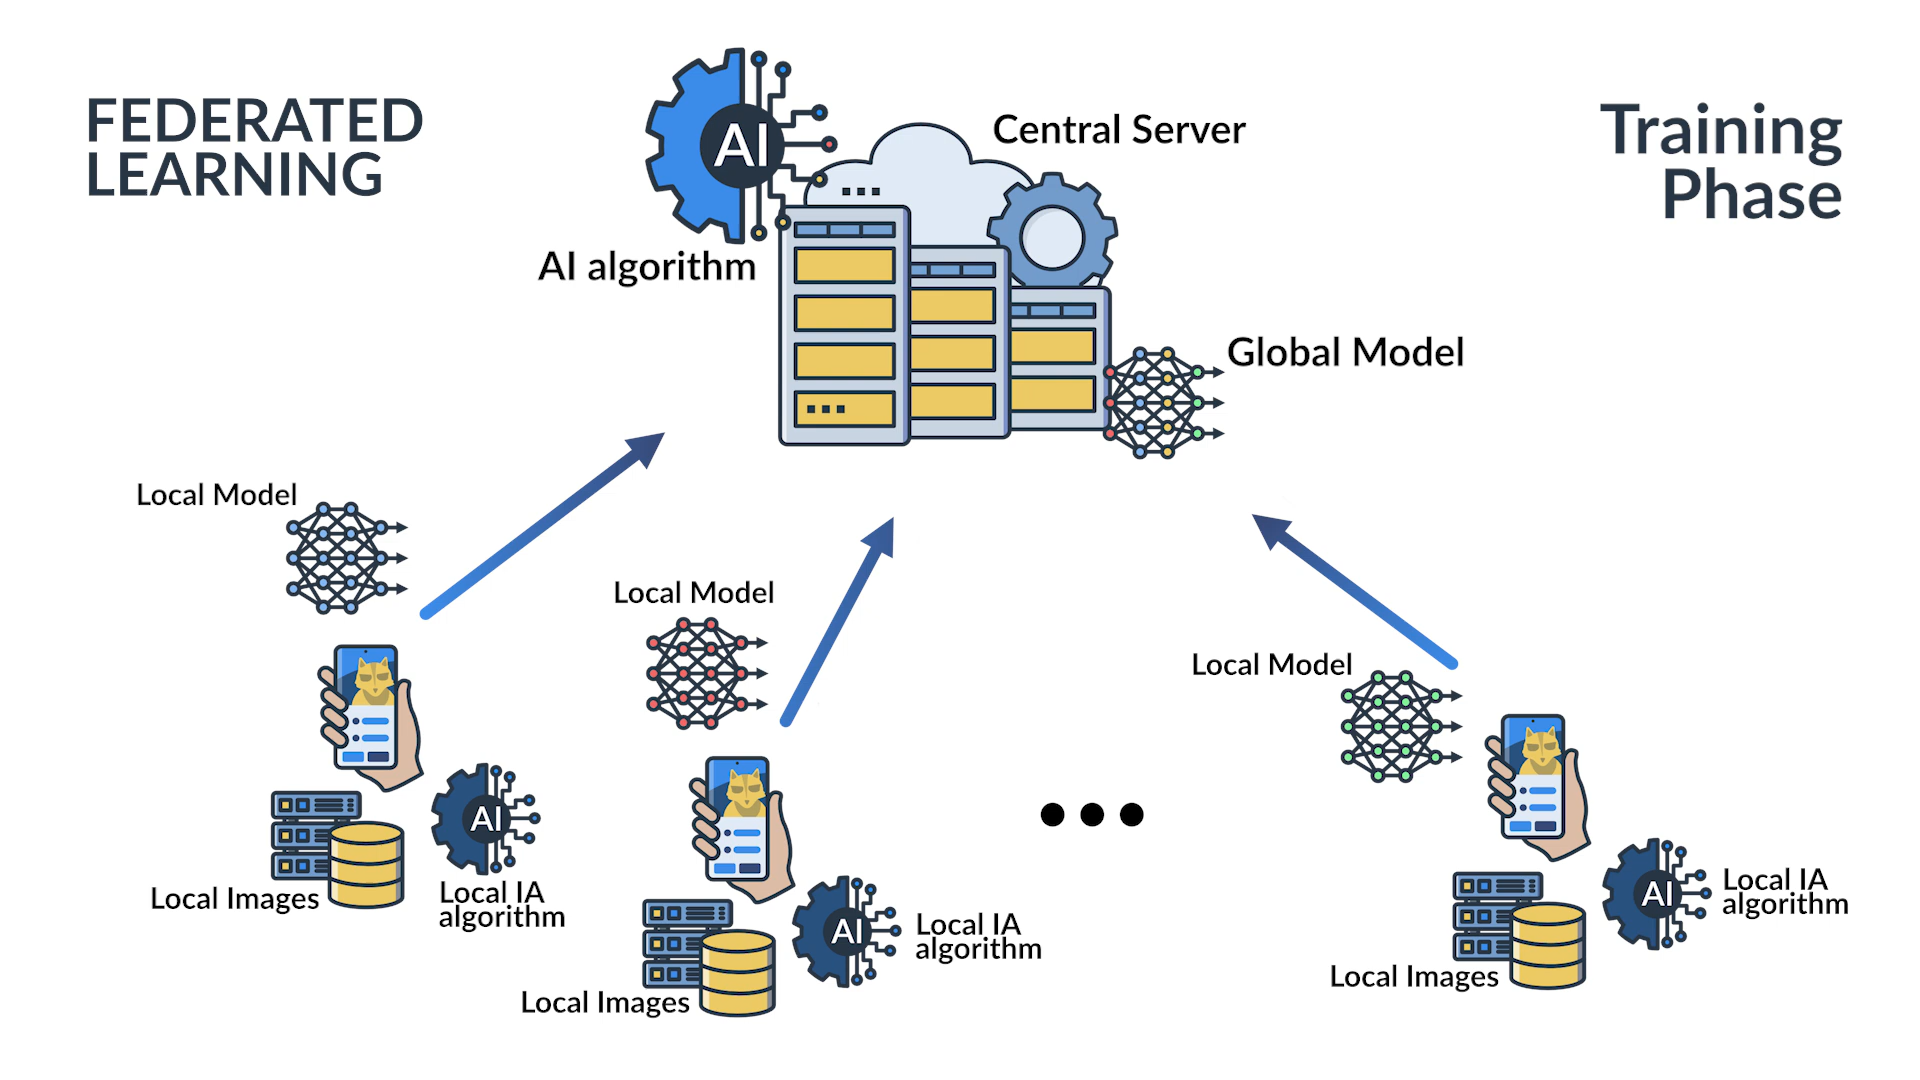 FEDERATED
LEARNING
Training
Phase
AI
Central Server
AI algorithm
Global Model
Local Model
Local Model
Local Model
AI
Local Images
Local IA
algorithm
AI
Local Images
Local IA
algorithm
AI
Local Images
Local IA
algorithm